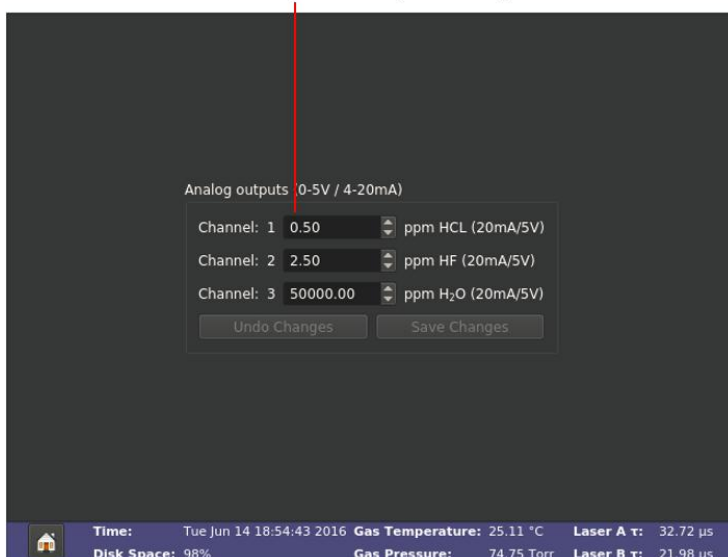 Analog outputs (0-5V / 4-20mA)
Channel: 1 0.50 ppm HCL (20mA/5V)
Channel: 2 2.50 ppm HF (20mA/5V)
Channel: 3 50000.00 ppm H₂O (20mA/5V)
Undo Changes Save Changes
Time: Tue Jun 14 18:54:43 2016 Gas Temperature: 25.11 °C Laser A τ: 32.72 µs
Disk Space: 98% Gas Pressure: 74.75 Torr Laser B τ: 21.98 µs